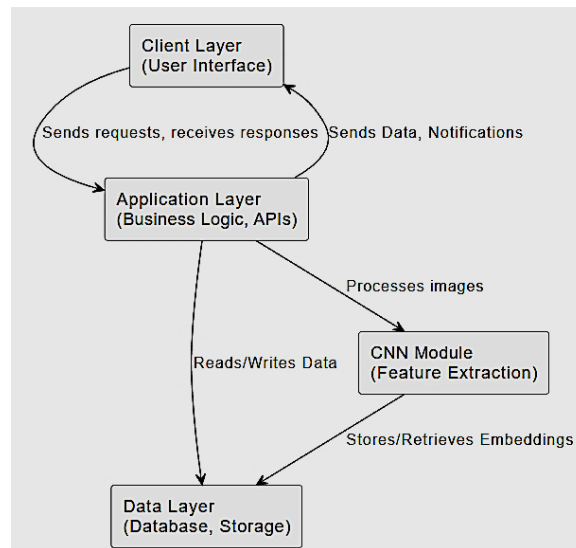 Client Layer
(User Interface)
Sends requests, receives responses
Sends Data, Notifications
Application Layer
(Business Logic, APIs)
Processes images
Reads/Writes Data
CNN Module
(Feature Extraction)
Stores/Retrieves Embeddings
Data Layer
(Database, Storage)